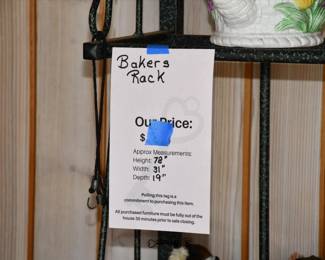 Bakers
Rack
Our Price:
$
Approx Measurements:
Height: 78"
Width: 31"
Depth: 19"
Pulling this tag is a
commitment to purchasing this item.
All purchased furniture must be fully out of the
house 30 minutes prior to sale closing.